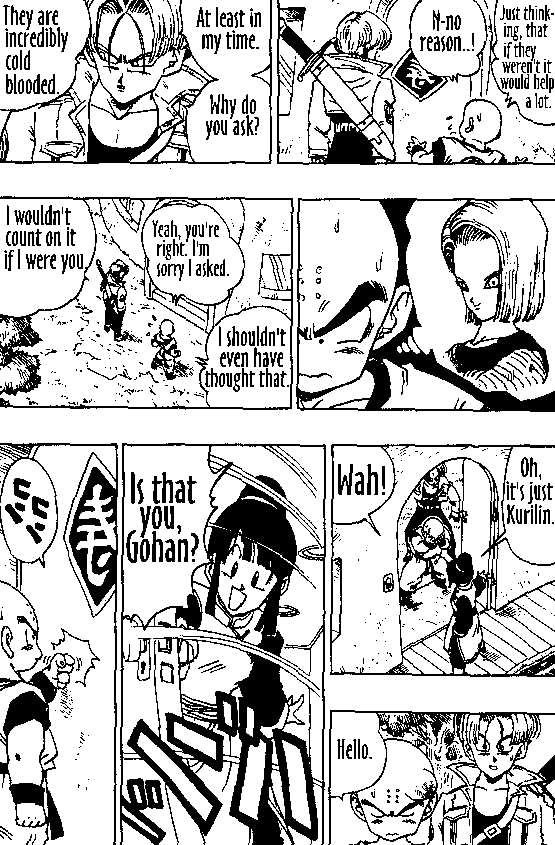 They are
incredibly
cold
blooded.
At least in
my time.
Why do
you ask?
N-no
reason..!
Just think-
ing, that
if they
weren't it
would help
a lot.
I wouldn't
count on it
if I were you.
Yeah, you're
right. I'm
sorry I asked.
I shouldn't
even have
thought that.
Is that
you,
Gohan?
Wah!
Oh,
it's just
Kurilin.
Hello.